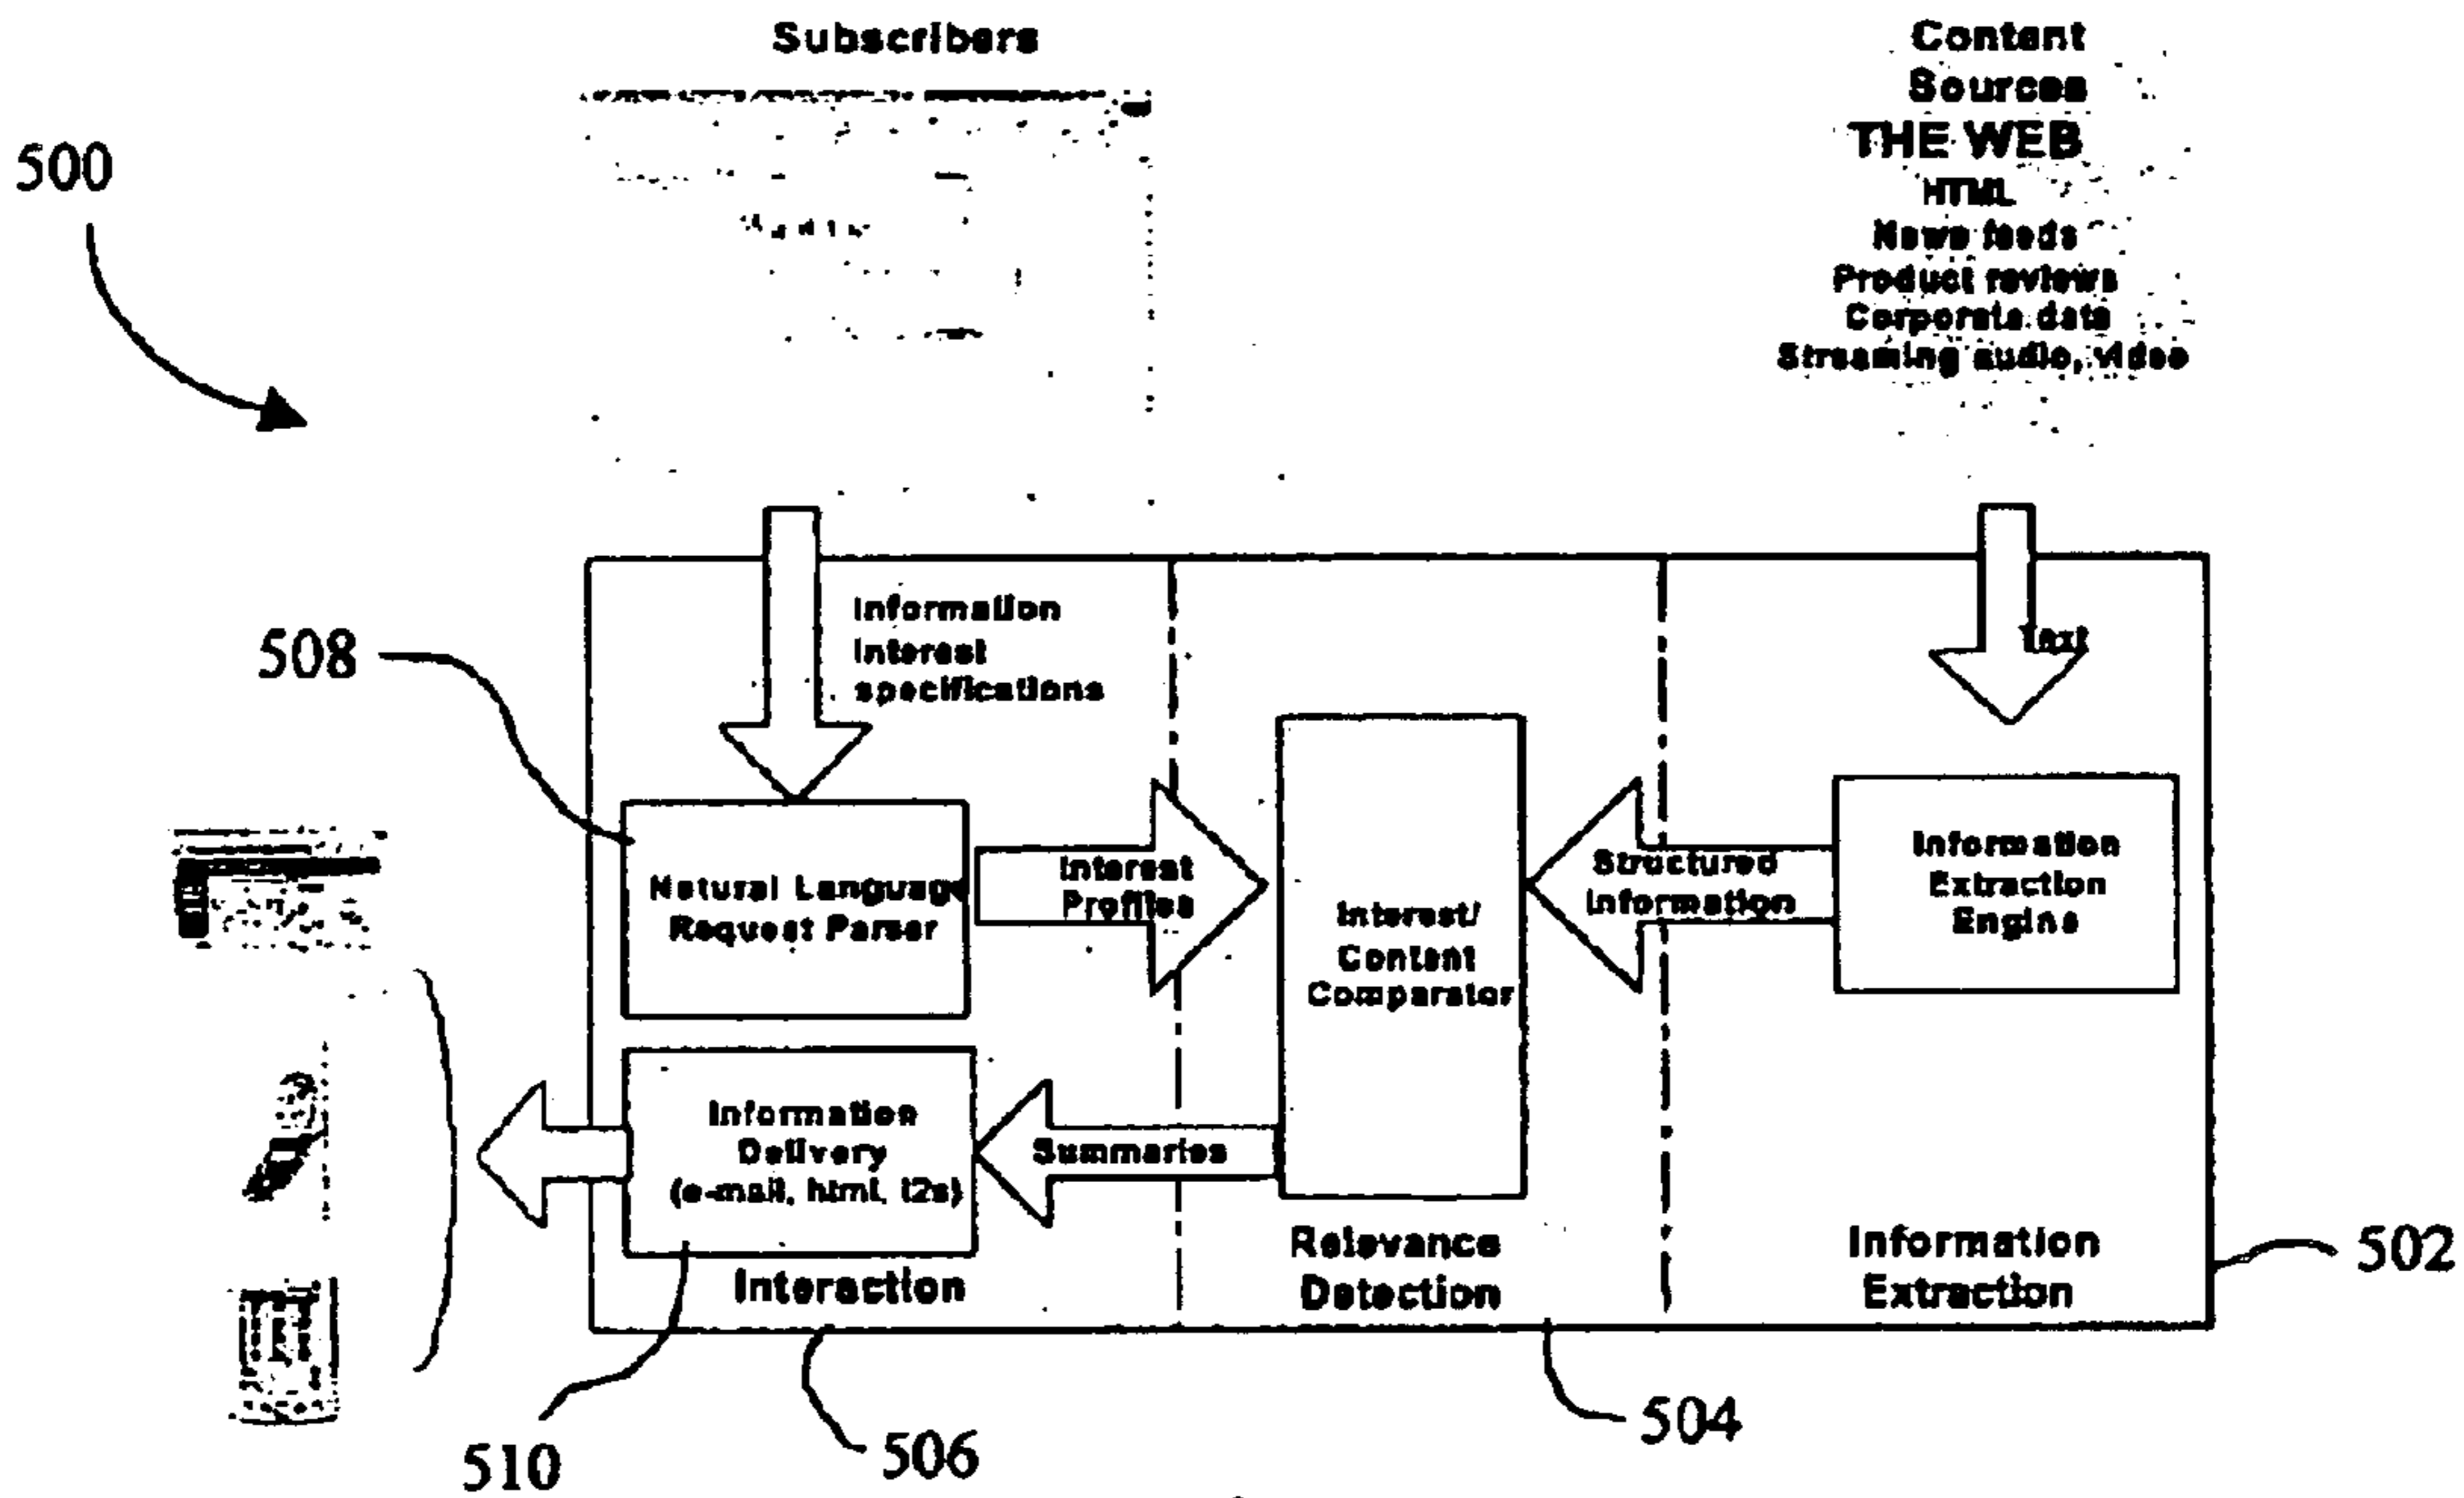 Subscribers
Content
Sources
THE WEB
HTML
News feeds
Product reviews
Corporate data
Streaming audio, video
500
Information
Interest
specifications
Text
508
Natural Language
Request Parser
Interest
Profiles
Interest/
Content
Comparator
Structured
Information
Information
Extraction
Engine
Information
Delivery
(e-mail, html, t2s)
Summaries
Interaction
Relevance
Detection
Information
Extraction
502
504
506
510